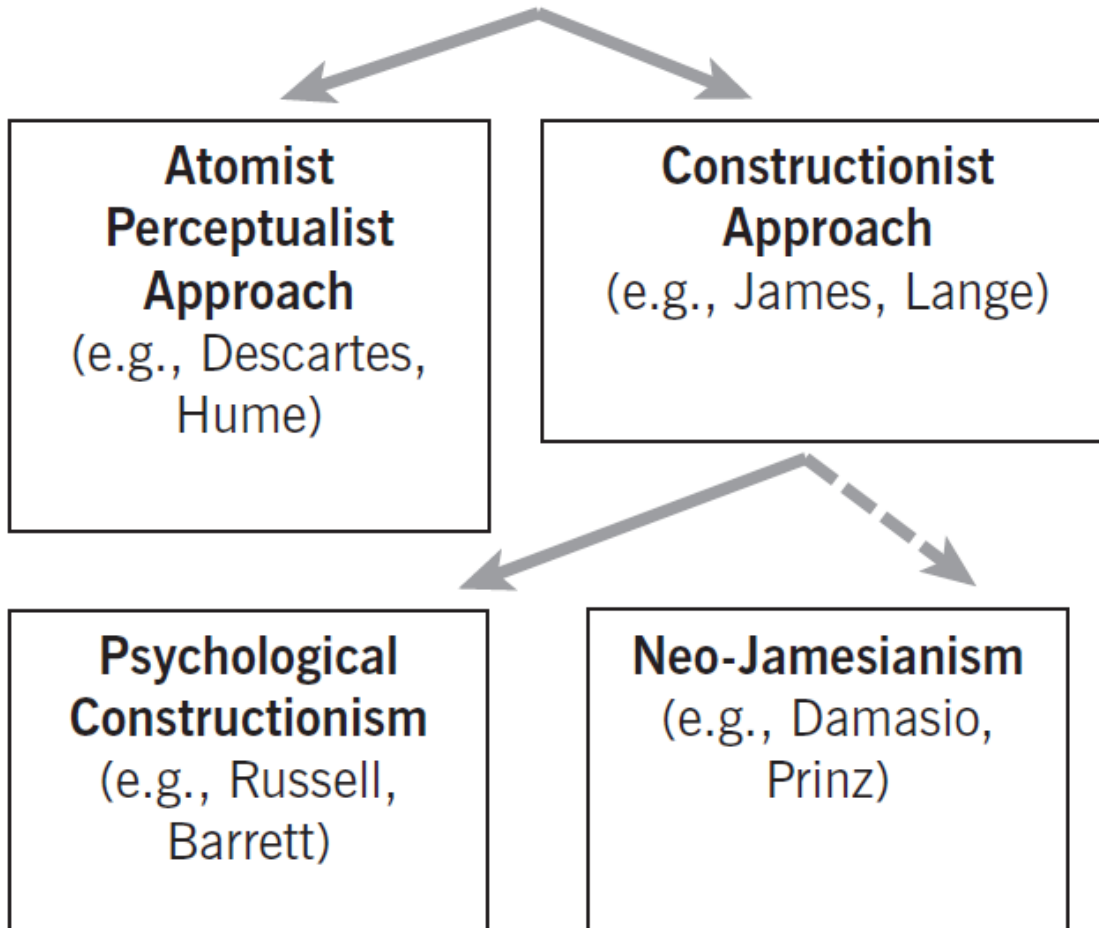 Atomist
Perceptualist
Approach
(e.g., Descartes,
Hume)
Constructionist
Approach
(e.g., James, Lange)
Psychological
Constructionism
(e.g., Russell,
Barrett)
Neo-Jamesianism
(e.g., Damasio,
Prinz)